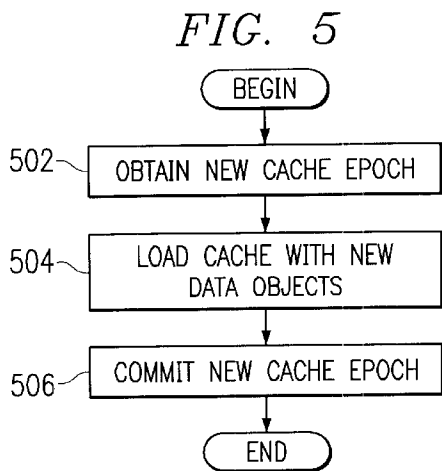 FIG. 5
BEGIN
502
OBTAIN NEW CACHE EPOCH
504
LOAD CACHE WITH NEW
DATA OBJECTS
506
COMMIT NEW CACHE EPOCH
END